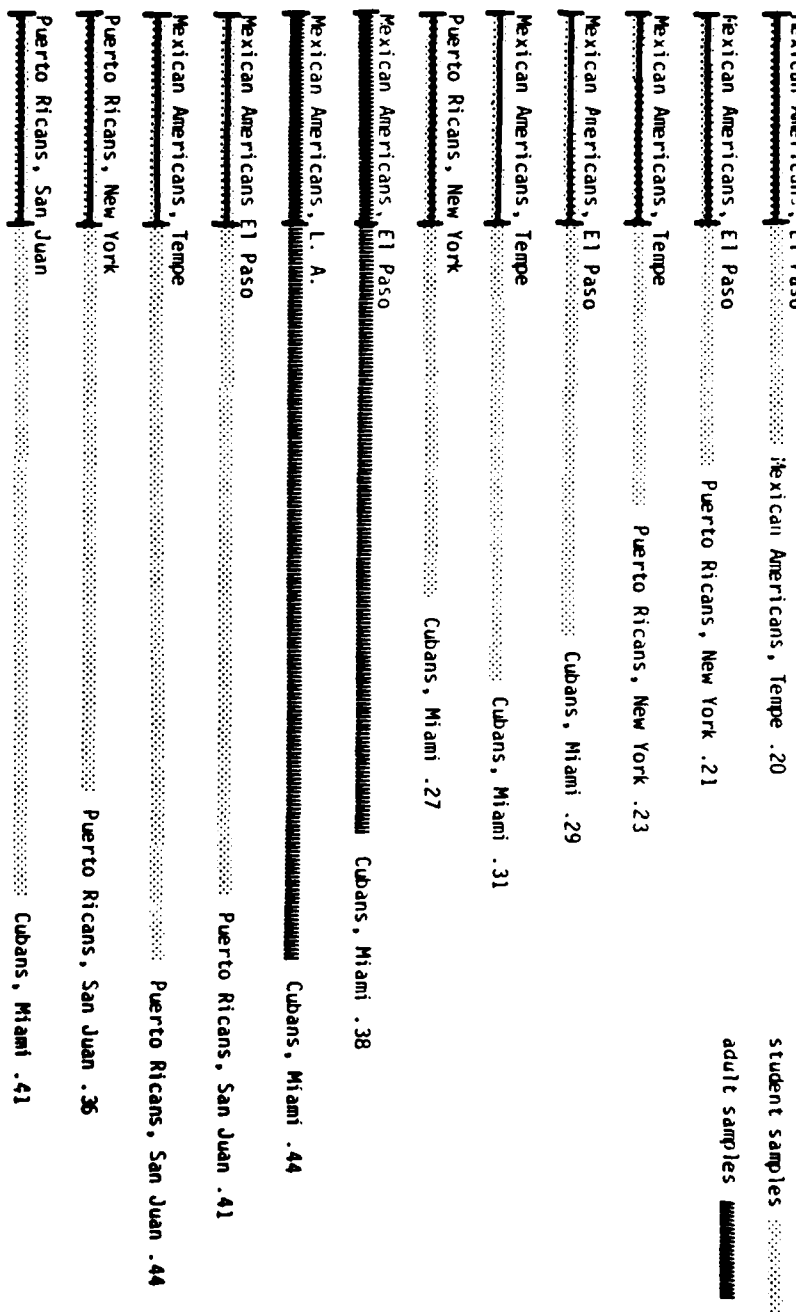 Mexican Americans, El Paso
Mexican Americans, Tempe .20
student samples
Mexican Americans, El Paso
Puerto Ricans, New York .21
adult samples
Mexican Americans, Tempe
Puerto Ricans, New York .23
Mexican Americans, El Paso
Cubans, Miami .29
Mexican Americans, Tempe
Cubans, Miami .31
Puerto Ricans, New York
Cubans, Miami .27
Mexican Americans, El Paso
Cubans, Miami .38
Mexican Americans, L. A.
Cubans, Miami .44
Mexican Americans El Paso
Puerto Ricans, San Juan .41
Mexican Americans, Tempe
Puerto Ricans, San Juan .44
Puerto Ricans, New York
Puerto Ricans, San Juan .36
Puerto Ricans, San Juan
Cubans, Miami .41